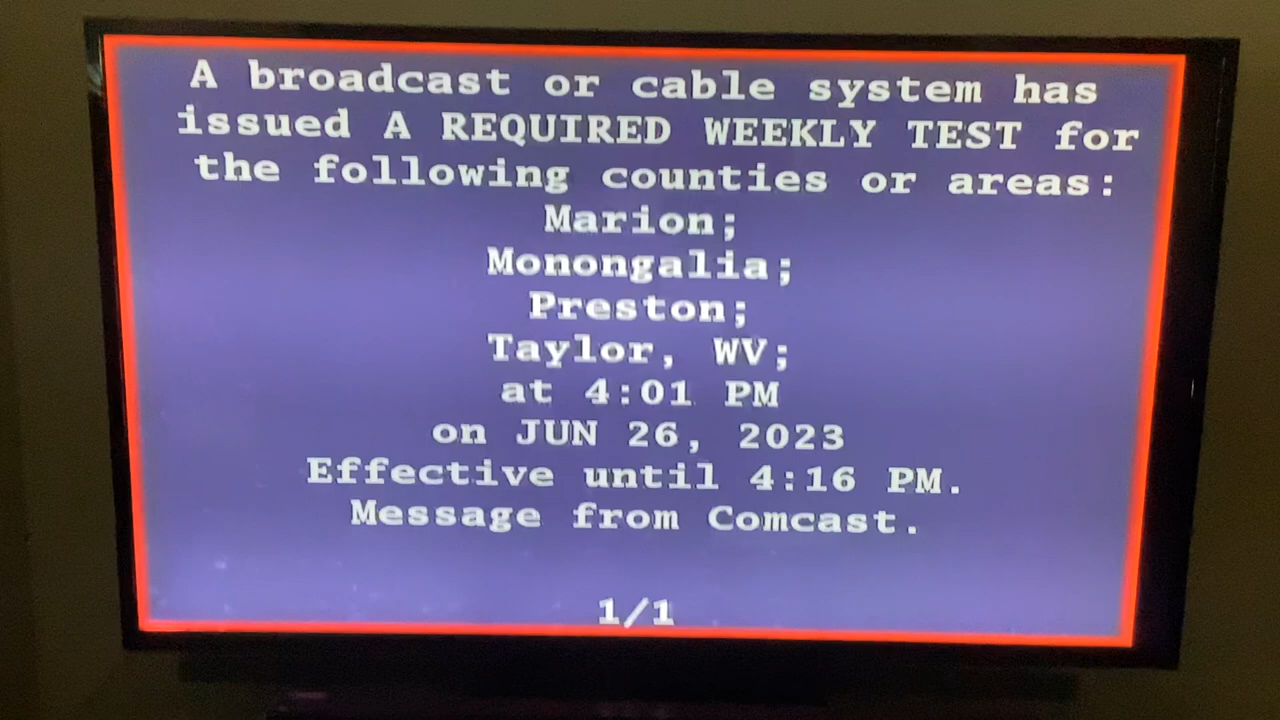 A broadcast or cable system has
issued A REQUIRED WEEKLY TEST for
the following counties or areas:
Marion;
Monongalia;
Preston;
Taylor, WV;
at 4:01 PM
on JUN 26, 2023
Effective until 4:16 PM.
Message from Comcast.
1/1